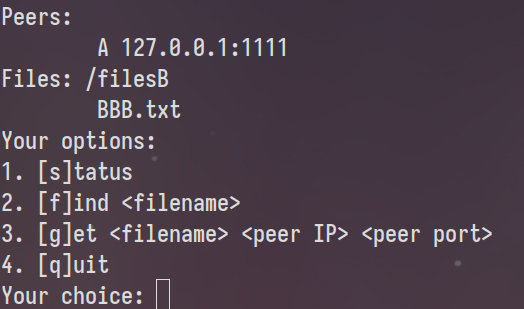 Peers:
A 127.0.0.1:1111
Files: /filesB
BBB.txt
Your options:
1. [s]tatus
2. [f]ind <filename>
3. [g]et <filename> <peer IP> <peer port>
4. [q]uit
Your choice: